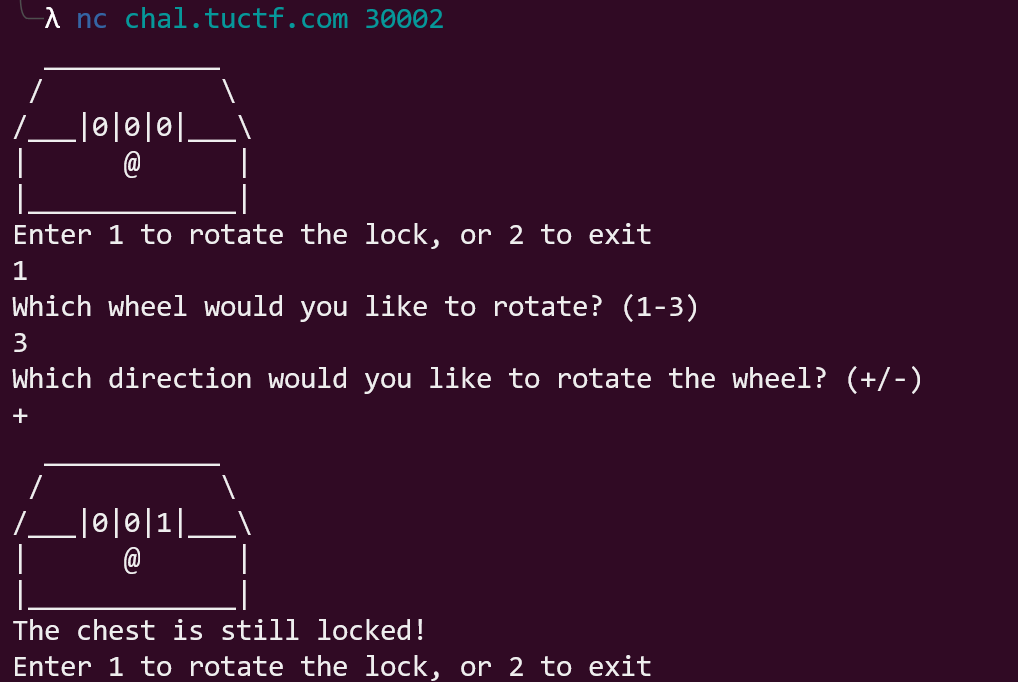 λ nc chal.tuctf.com 30002
   ___________
 /           \
/___|0|0|0|___\
|      @      |
|_____________|
Enter 1 to rotate the lock, or 2 to exit
1
Which wheel would you like to rotate? (1-3)
3
Which direction would you like to rotate the wheel? (+/-)
+
   ___________
 /           \
/___|0|0|1|___\
|      @      |
|_____________|
The chest is still locked!
Enter 1 to rotate the lock, or 2 to exit